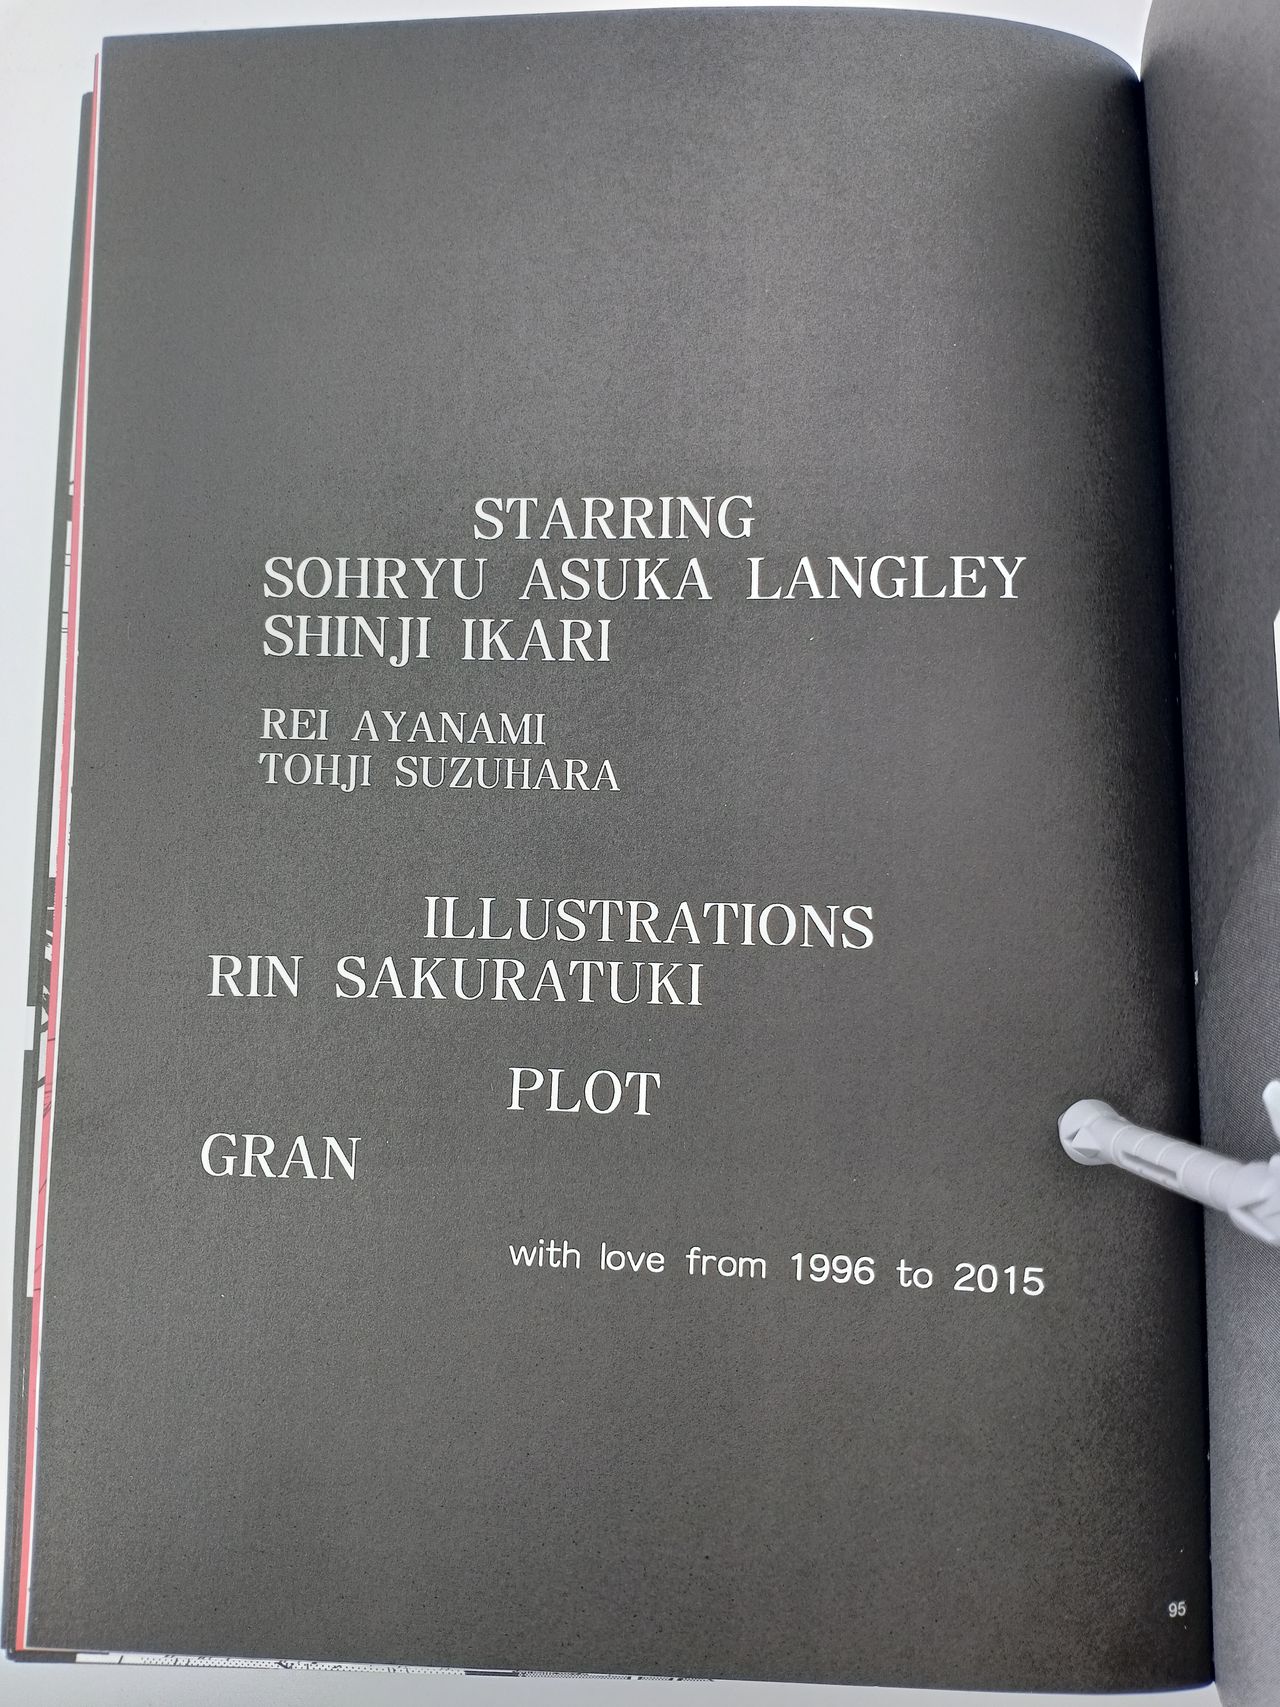 STARRING
SOHRYU ASUKA LANGLEY
SHINJI IKARI
REI AYANAMI
TOHJI SUZUHARA
ILLUSTRATIONS
RIN SAKURATUKI
PLOT
GRAN
with love from 1996 to 2015
95